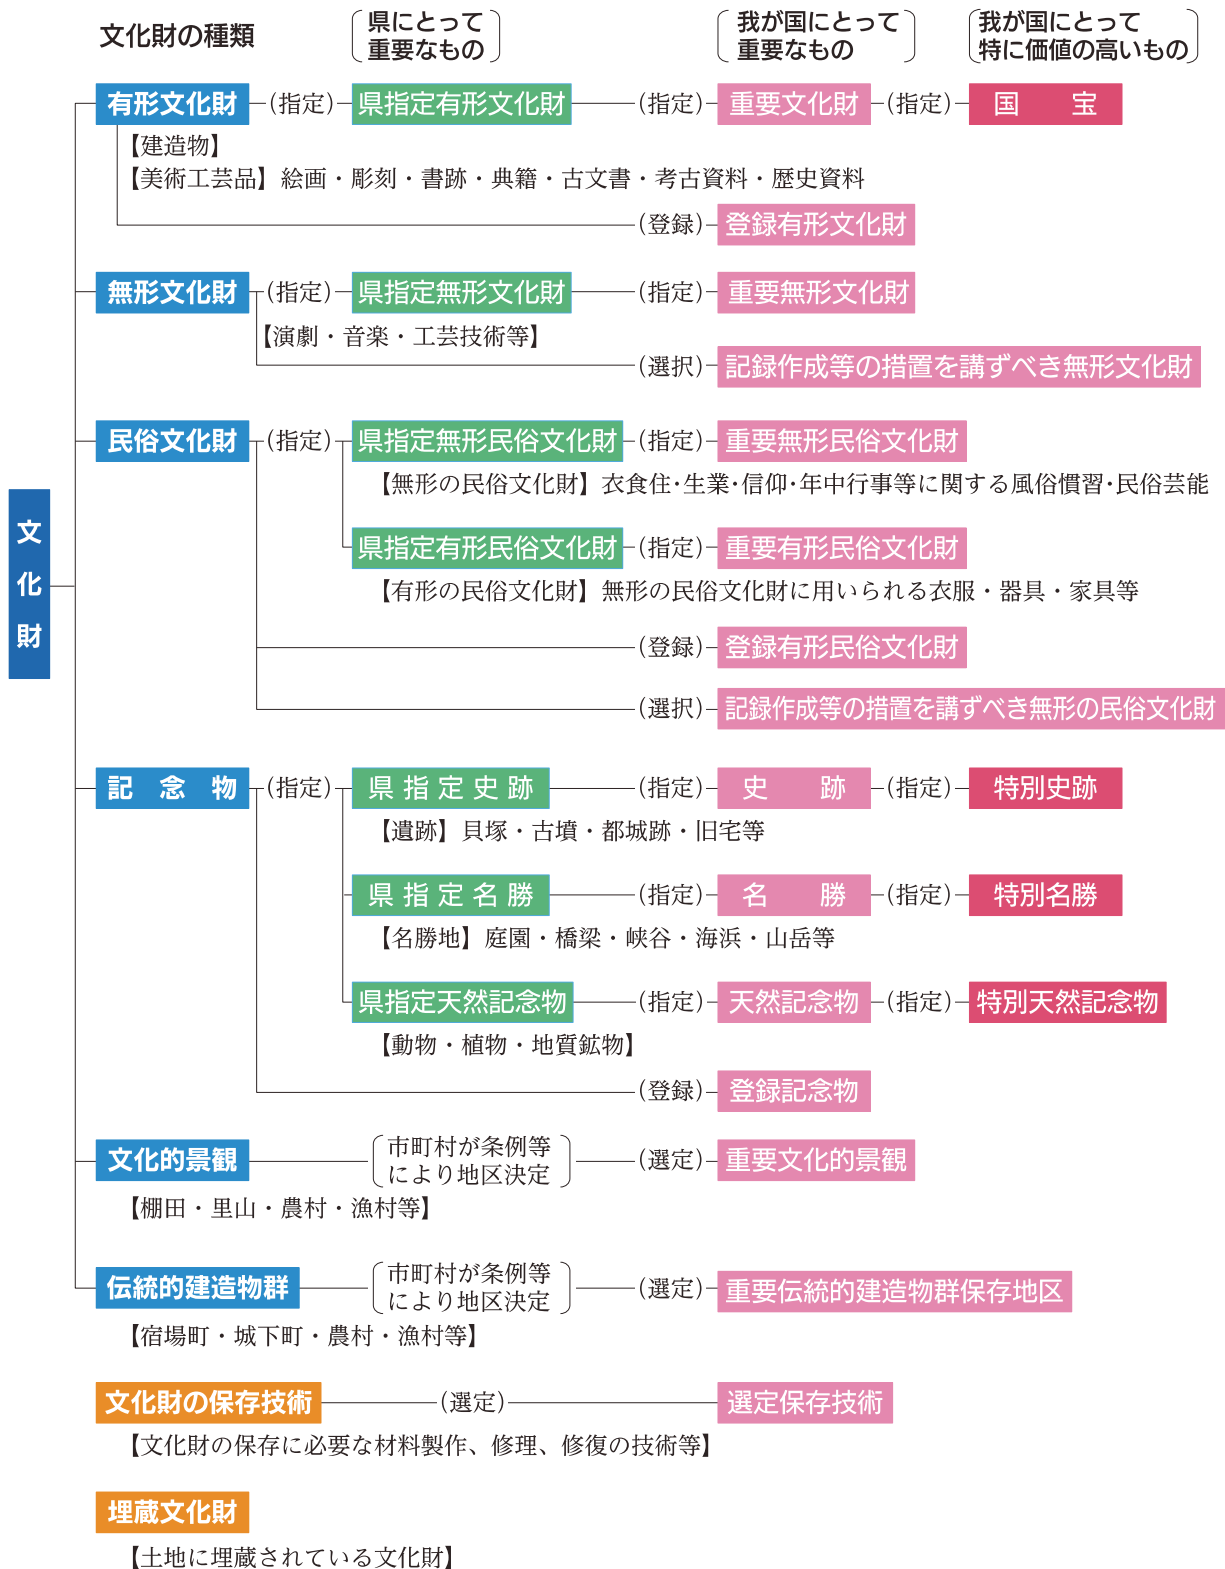 文化財の種類
県にとって
重要なもの
我が国にとって
重要なもの
我が国にとって
特に価値の高いもの
文化財
有形文化財 (指定) 県指定有形文化財 (指定) 重要文化財 (指定) 国宝
【建造物】
【美術工芸品】絵画・彫刻・書跡・典籍・古文書・考古資料・歴史資料
(登録) 登録有形文化財
無形文化財 (指定) 県指定無形文化財 (指定) 重要無形文化財
【演劇・音楽・工芸技術等】
(選択) 記録作成等の措置を講ずべき無形文化財
民俗文化財 (指定) 県指定無形民俗文化財 (指定) 重要無形民俗文化財
【無形の民俗文化財】衣食住・生業・信仰・年中行事等に関する風俗慣習・民俗芸能
県指定有形民俗文化財 (指定) 重要有形民俗文化財
【有形の民俗文化財】無形の民俗文化財に用いられる衣服・器具・家具等
(登録) 登録有形民俗文化財
(選択) 記録作成等の措置を講ずべき無形の民俗文化財
記念物 (指定) 県指定史跡 (指定) 史跡 (指定) 特別史跡
【遺跡】貝塚・古墳・都城跡・旧宅等
県指定名勝 (指定) 名勝 (指定) 特別名勝
【名勝地】庭園・橋梁・峡谷・海浜・山岳等
県指定天然記念物 (指定) 天然記念物 (指定) 特別天然記念物
【動物・植物・地質鉱物】
(登録) 登録記念物
文化的景観
市町村が条例等
により地区決定
(選定) 重要文化的景観
【棚田・里山・農村・漁村等】
伝統的建造物群
市町村が条例等
により地区決定
(選定) 重要伝統的建造物群保存地区
【宿場町・城下町・農村・漁村等】
文化財の保存技術 (選定) 選定保存技術
【文化財の保存に必要な材料製作、修理、修復の技術等】
埋蔵文化財
【土地に埋蔵されている文化財】